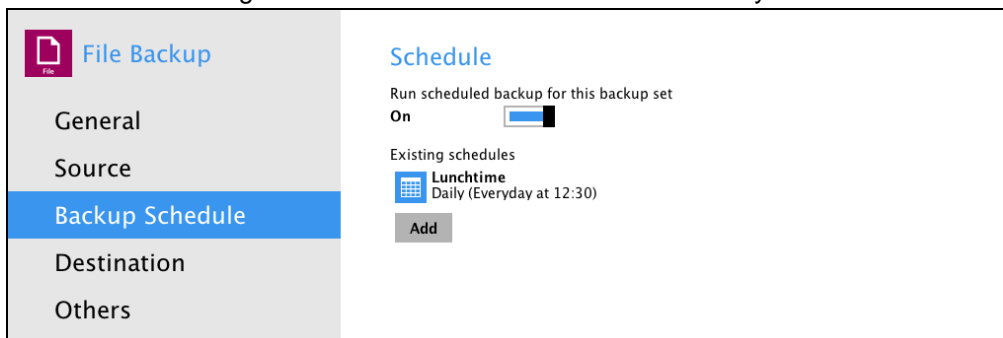 File Backup
File
General
Source
Backup Schedule
Destination
Others
Schedule
Run scheduled backup for this backup set
On
Existing schedules
Lunchtime
Daily (Everyday at 12:30)
Add